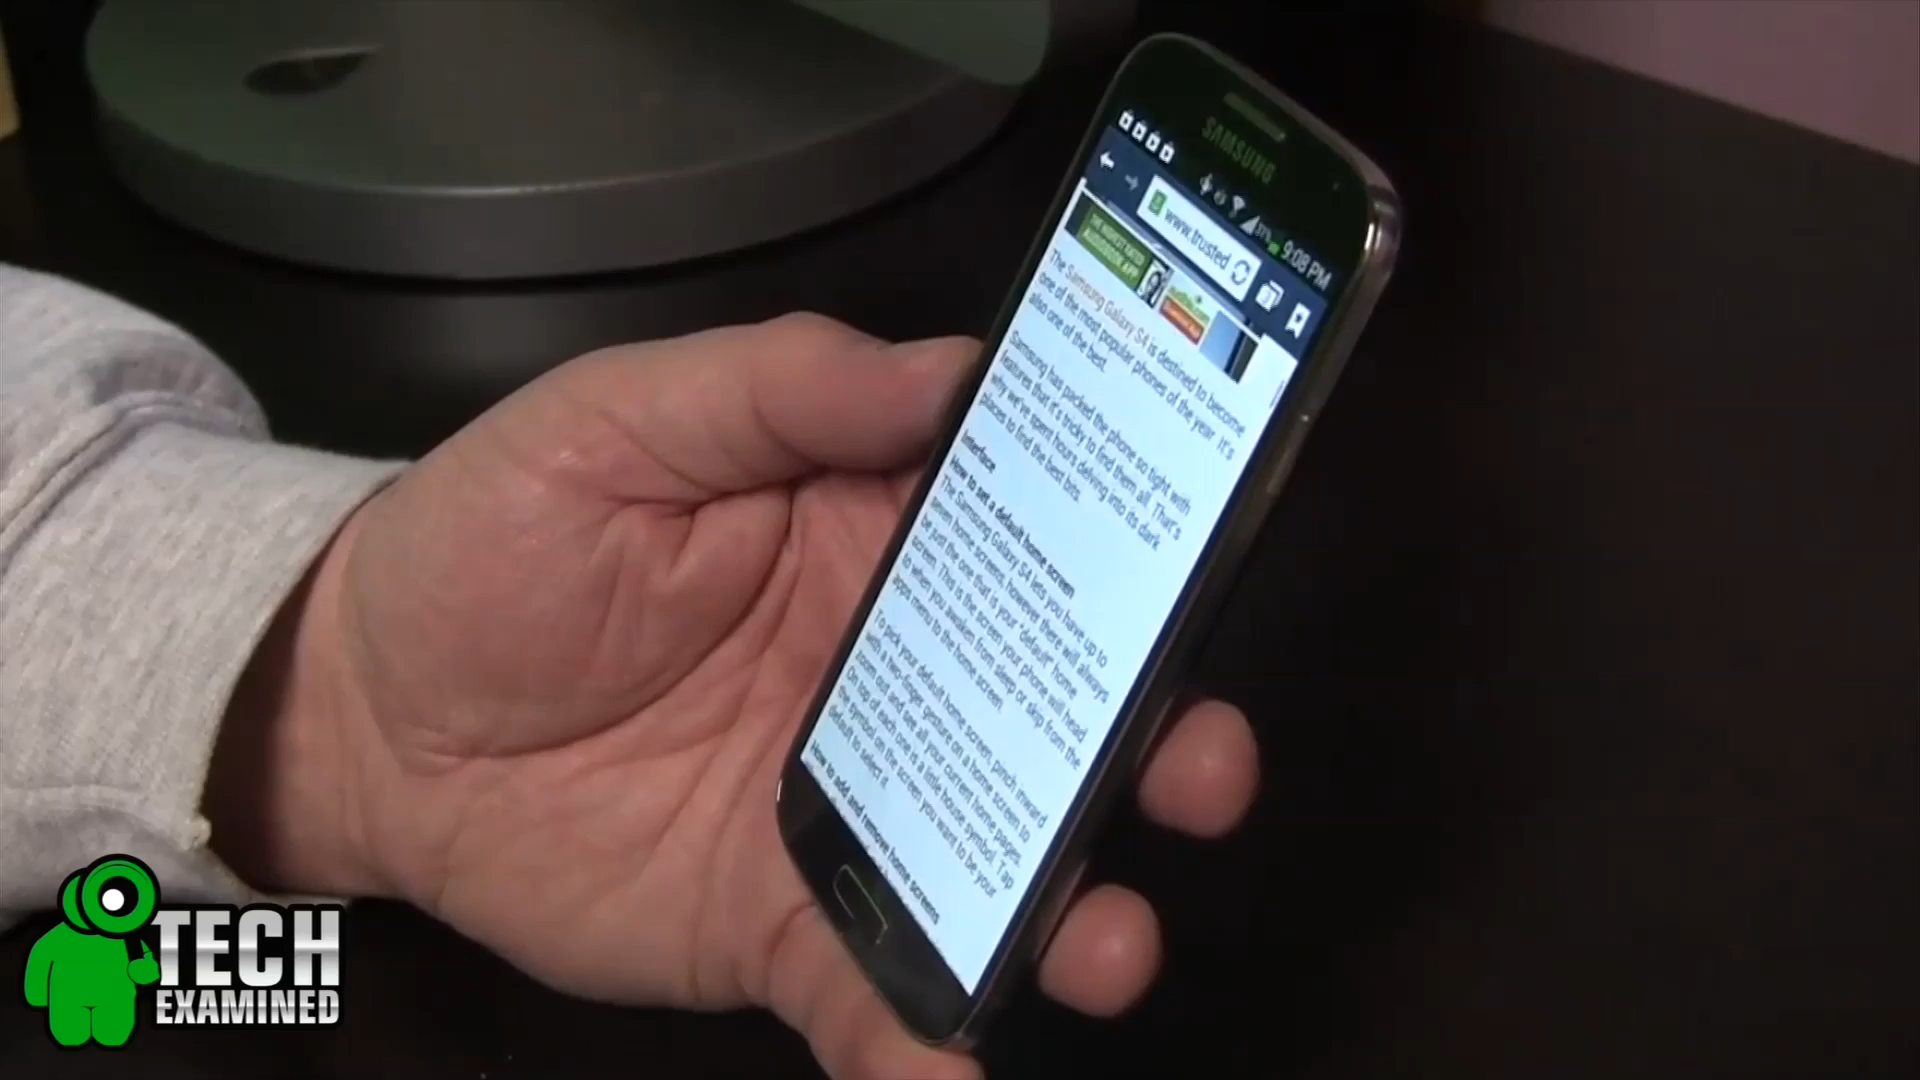 SAMSUNG
9:08 PM
www.trusted
THE HIGHEST RATED
AUDIOBOOK APP
The Samsung Galaxy S4 is destined to become
one of the most popular phones of the year. It's
also one of the best.
Samsung has packed the phone so tight with
features that it's tricky to find them all. That's
why we've spent hours delving into its dark
places to find the best bits.
Interface
How to set a default home screen
The Samsung Galaxy S4 lets you have up to
seven home screens, however there will always
be just the one that is your "default" home
screen. This is the screen your phone will head
to when you awaken from sleep or skip from the
apps menu to the home screen.
To pick your default home screen, pinch inward
with a two-finger gesture on a home screen to
zoom out and see all your current home pages.
On top of each one is a little house symbol. Tap
the symbol on the screen you want to be your
default to select it.
How to add and remove home screens
TECH
EXAMINED